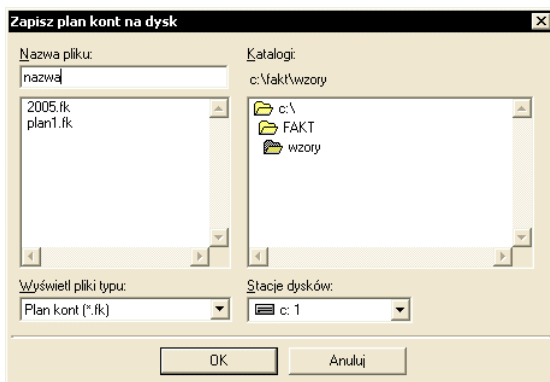 Zapisz plan kont na dysk
Nazwa pliku:
nazwa
2005.fk
plan1.fk
Wyświetl pliki typu:
Plan kont (*.fk)
Katalogi:
c:\fakt\wzory
c:\
FAKT
wzory
Stacje dysków:
c: 1
OK
Anuluj